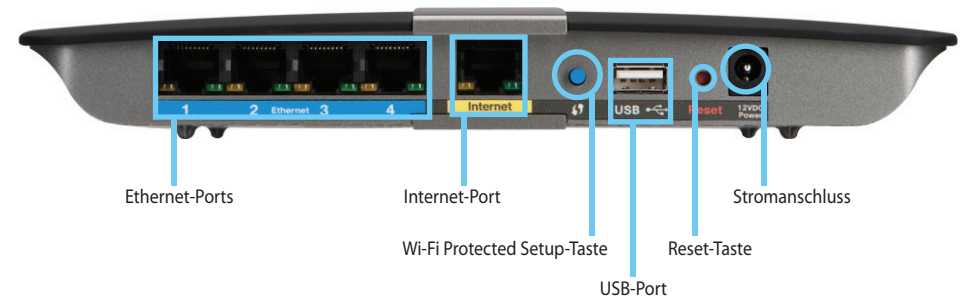 1 2 Ethernet 3 4
Internet
USB
Reset
12VDC
Power
Ethernet-Ports
Internet-Port
Stromanschluss
Wi-Fi Protected Setup-Taste
Reset-Taste
USB-Port